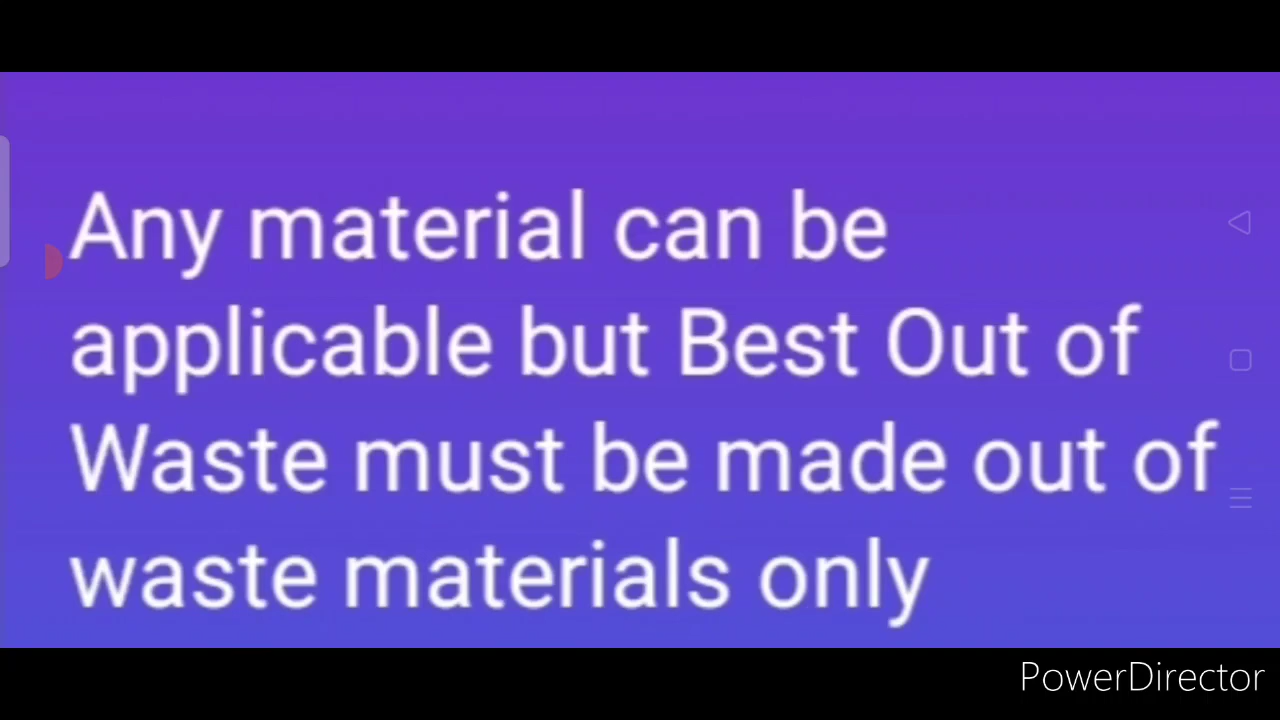 Any material can be
applicable but Best Out of
Waste must be made out of
waste materials only
PowerDirector